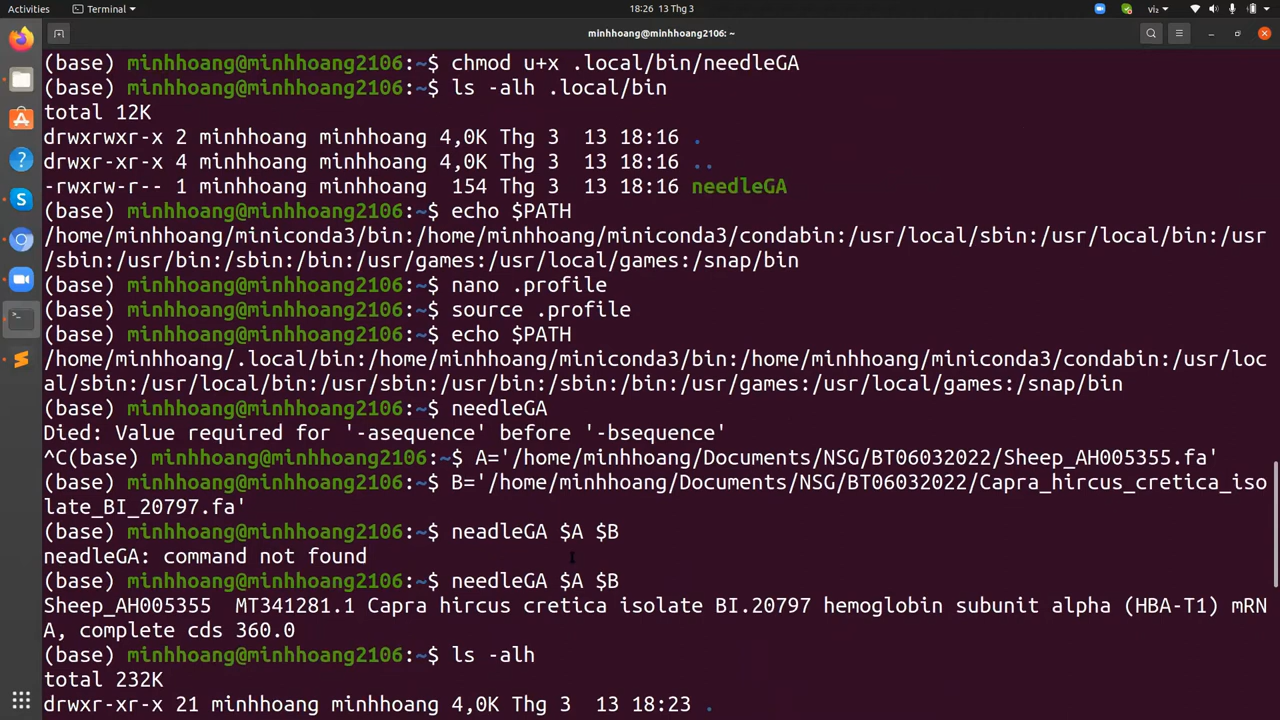 Activities
Terminal
18:26 13 Thg 3
vi2
minhhoang@minhhoang2106: ~
(base) minhhoang@minhhoang2106:~$ chmod u+x .local/bin/needleGA
(base) minhhoang@minhhoang2106:~$ ls -alh .local/bin
total 12K
drwxrwxr-x 2 minhhoang minhhoang 4,0K Thg 3  13 18:16 .
drwxr-xr-x 4 minhhoang minhhoang 4,0K Thg 3  13 18:16 ..
-rwxrw-r-- 1 minhhoang minhhoang  154 Thg 3  13 18:16 needleGA
(base) minhhoang@minhhoang2106:~$ echo $PATH
/home/minhhoang/miniconda3/bin:/home/minhhoang/miniconda3/condabin:/usr/local/sbin:/usr/local/bin:/usr
/sbin:/usr/bin:/sbin:/bin:/usr/games:/usr/local/games:/snap/bin
(base) minhhoang@minhhoang2106:~$ nano .profile
(base) minhhoang@minhhoang2106:~$ source .profile
(base) minhhoang@minhhoang2106:~$ echo $PATH
/home/minhhoang/.local/bin:/home/minhhoang/miniconda3/bin:/home/minhhoang/miniconda3/condabin:/usr/loc
al/sbin:/usr/local/bin:/usr/sbin:/usr/bin:/sbin:/bin:/usr/games:/usr/local/games:/snap/bin
(base) minhhoang@minhhoang2106:~$ needleGA
Died: Value required for '-asequence' before '-bsequence'
^C(base) minhhoang@minhhoang2106:~$ A='/home/minhhoang/Documents/NSG/BT06032022/Sheep_AH005355.fa'
(base) minhhoang@minhhoang2106:~$ B='/home/minhhoang/Documents/NSG/BT06032022/Capra_hircus_cretica_iso
late_BI_20797.fa'
(base) minhhoang@minhhoang2106:~$ neadleGA $A $B
neadleGA: command not found
(base) minhhoang@minhhoang2106:~$ needleGA $A $B
Sheep_AH005355  MT341281.1 Capra hircus cretica isolate BI.20797 hemoglobin subunit alpha (HBA-T1) mRN
A, complete cds 360.0
(base) minhhoang@minhhoang2106:~$ ls -alh
total 232K
drwxr-xr-x 21 minhhoang minhhoang 4,0K Thg 3  13 18:23 .